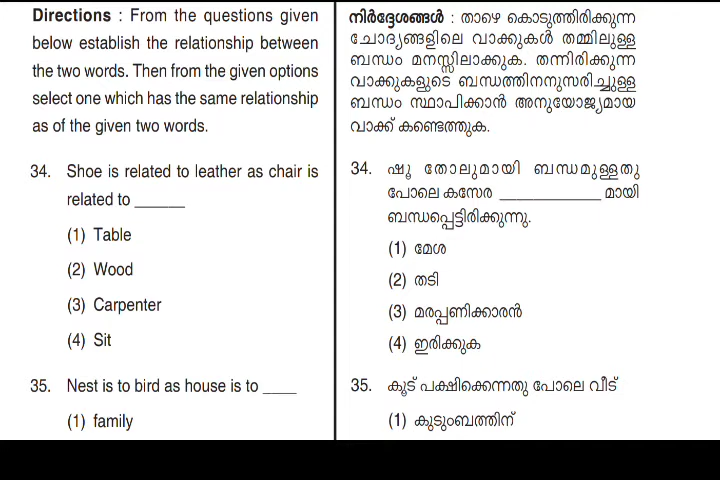 Directions : From the questions given
below establish the relationship between
the two words. Then from the given options
select one which has the same relationship
as of the given two words.
34. Shoe is related to leather as chair is
related to ______
(1) Table
(2) Wood
(3) Carpenter
(4) Sit
35. Nest is to bird as house is to ____
(1) family
നിർദ്ദേശങ്ങൾ : താഴെ കൊടുത്തിരിക്കുന്ന
ചോദ്യങ്ങളിലെ വാക്കുകൾ തമ്മിലുള്ള
ബന്ധം മനസ്സിലാക്കുക. തന്നിരിക്കുന്ന
വാക്കുകളുടെ ബന്ധത്തിനനുസരിച്ചുള്ള
ബന്ധം സ്ഥാപിക്കാൻ അനുയോജ്യമായ
വാക്ക് കണ്ടെത്തുക.
34. ഷൂ തോലുമായി ബന്ധമുള്ളതു
പോലെ കസേര ____________ മായി
ബന്ധപ്പെട്ടിരിക്കുന്നു.
(1) മേശ
(2) തടി
(3) മരപ്പണിക്കാരൻ
(4) ഇരിക്കുക
35. കൂട് പക്ഷിക്കെന്നതു പോലെ വീട്
(1) കുടുംബത്തിന്